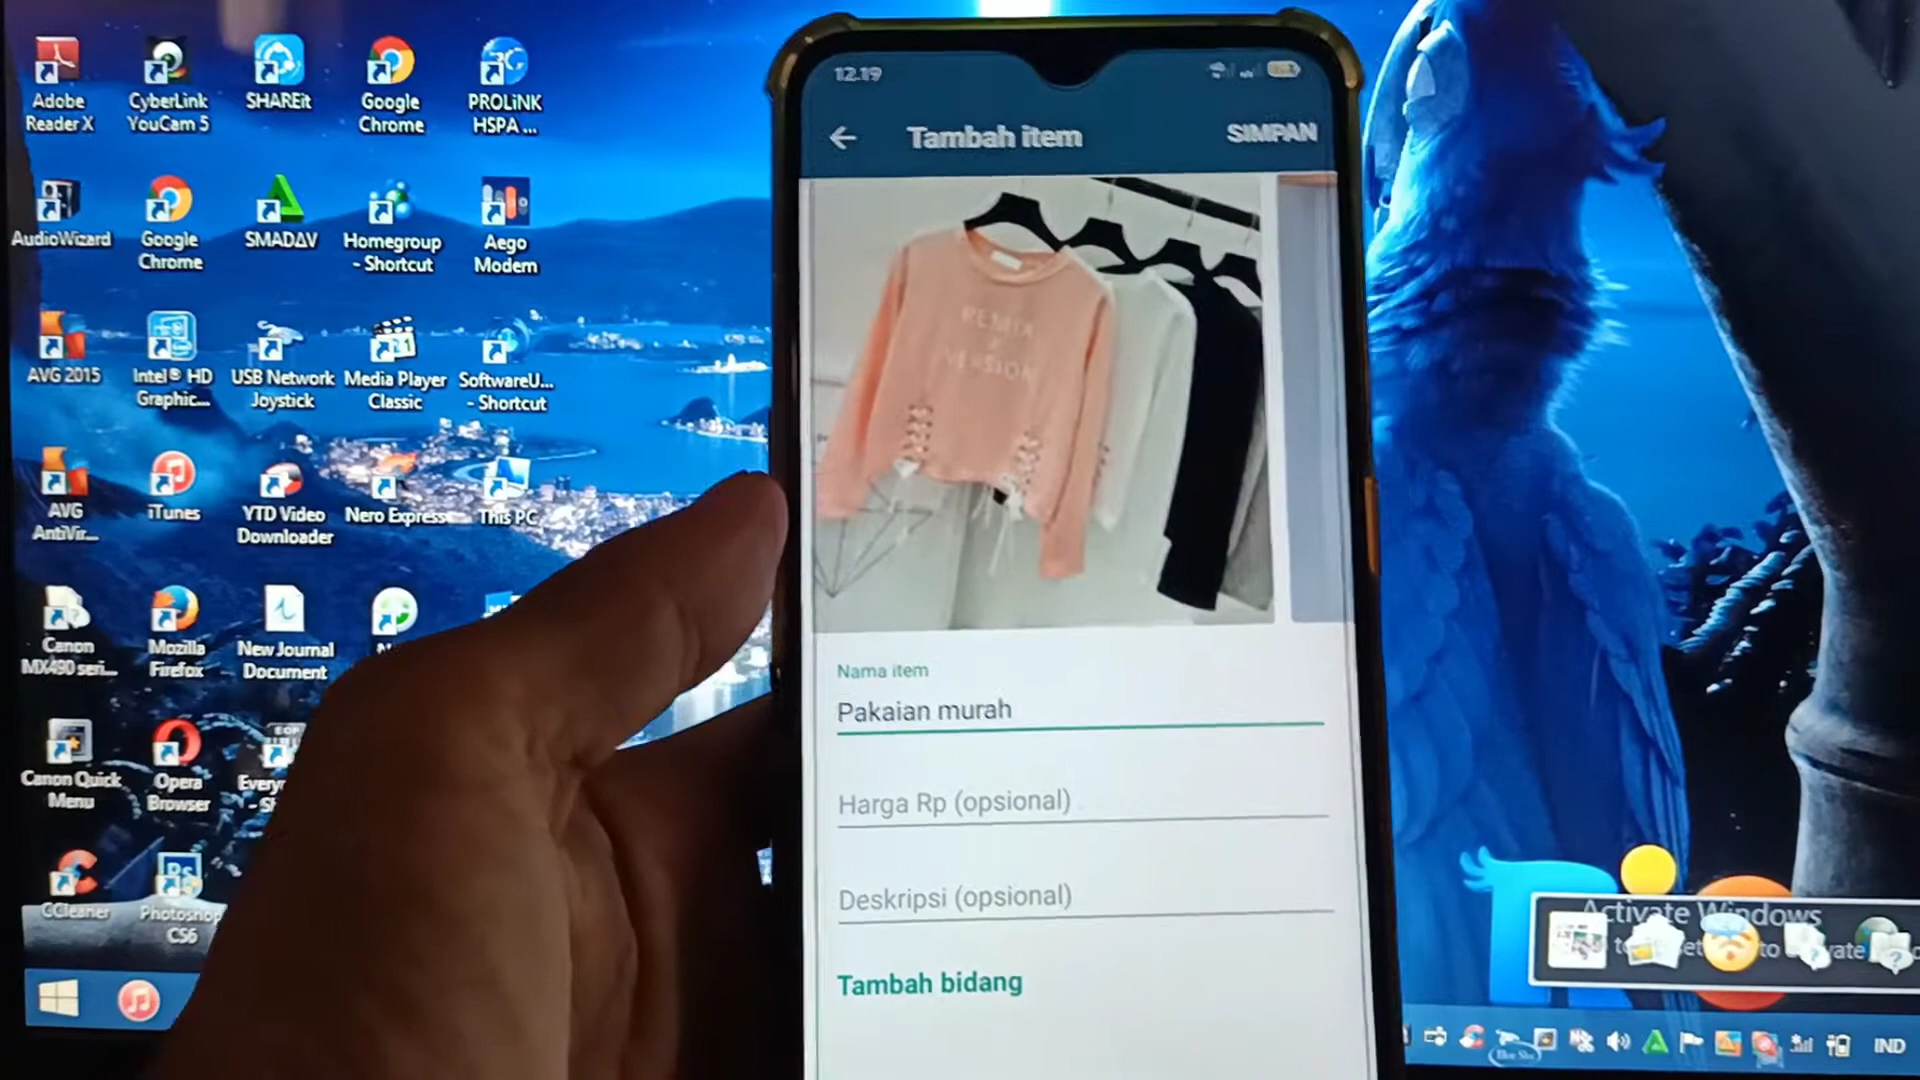 Adobe
Reader X
CyberLink
YouCam 5
SHAREit
Google
Chrome
PROLiNK
HSPA ...
AudioWizard
Google
Chrome
SMADAV
Homegroup
- Shortcut
Aego
Modem
AVG 2015
Intel® HD
Graphic...
USB Network
Joystick
Media Player
Classic
SoftwareU...
- Shortcut
AVG
AntiVir...
iTunes
YTD Video
Downloader
Nero Express
This PC
Canon
MX490 seri...
Mozilla
Firefox
New Journal
Document
Canon Quick
Menu
Opera
Browser
CCleaner
Photoshop
CS6
12.19
Tambah item
SIMPAN
REMIX
VERSION
Nama item
Pakaian murah
Harga Rp (opsional)
Deskripsi (opsional)
Tambah bidang
Activate Windows
IND